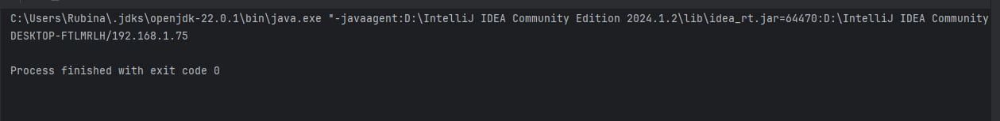 C:\Users\Rubina\.jdks\openjdk-22.0.1\bin\java.exe "-javaagent:D:\IntelliJ IDEA Community Edition 2024.1.2\lib\idea_rt.jar=64470:D:\IntelliJ IDEA Community
DESKTOP-FTLMRLH/192.168.1.75
Process finished with exit code 0